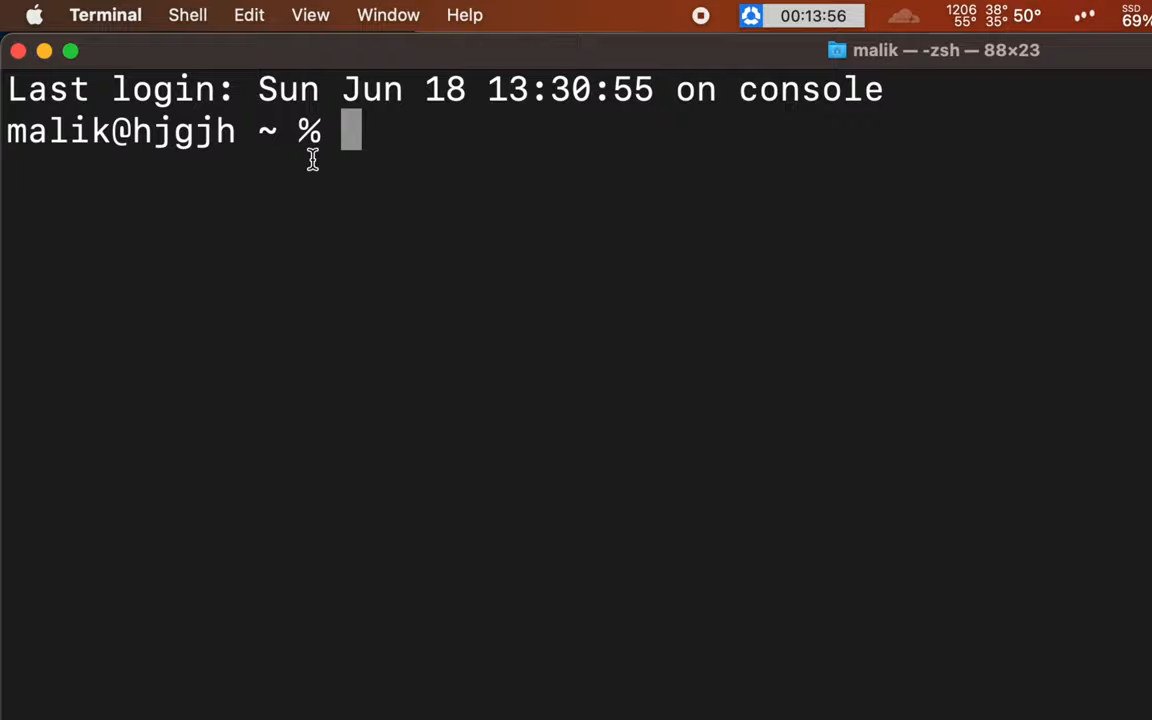 Terminal Shell Edit View Window Help 00:13:56 1206 38° 50° SSD
55° 35° 69%
malik — -zsh — 88×23
Last login: Sun Jun 18 13:30:55 on console
malik@hjgjh ~ %